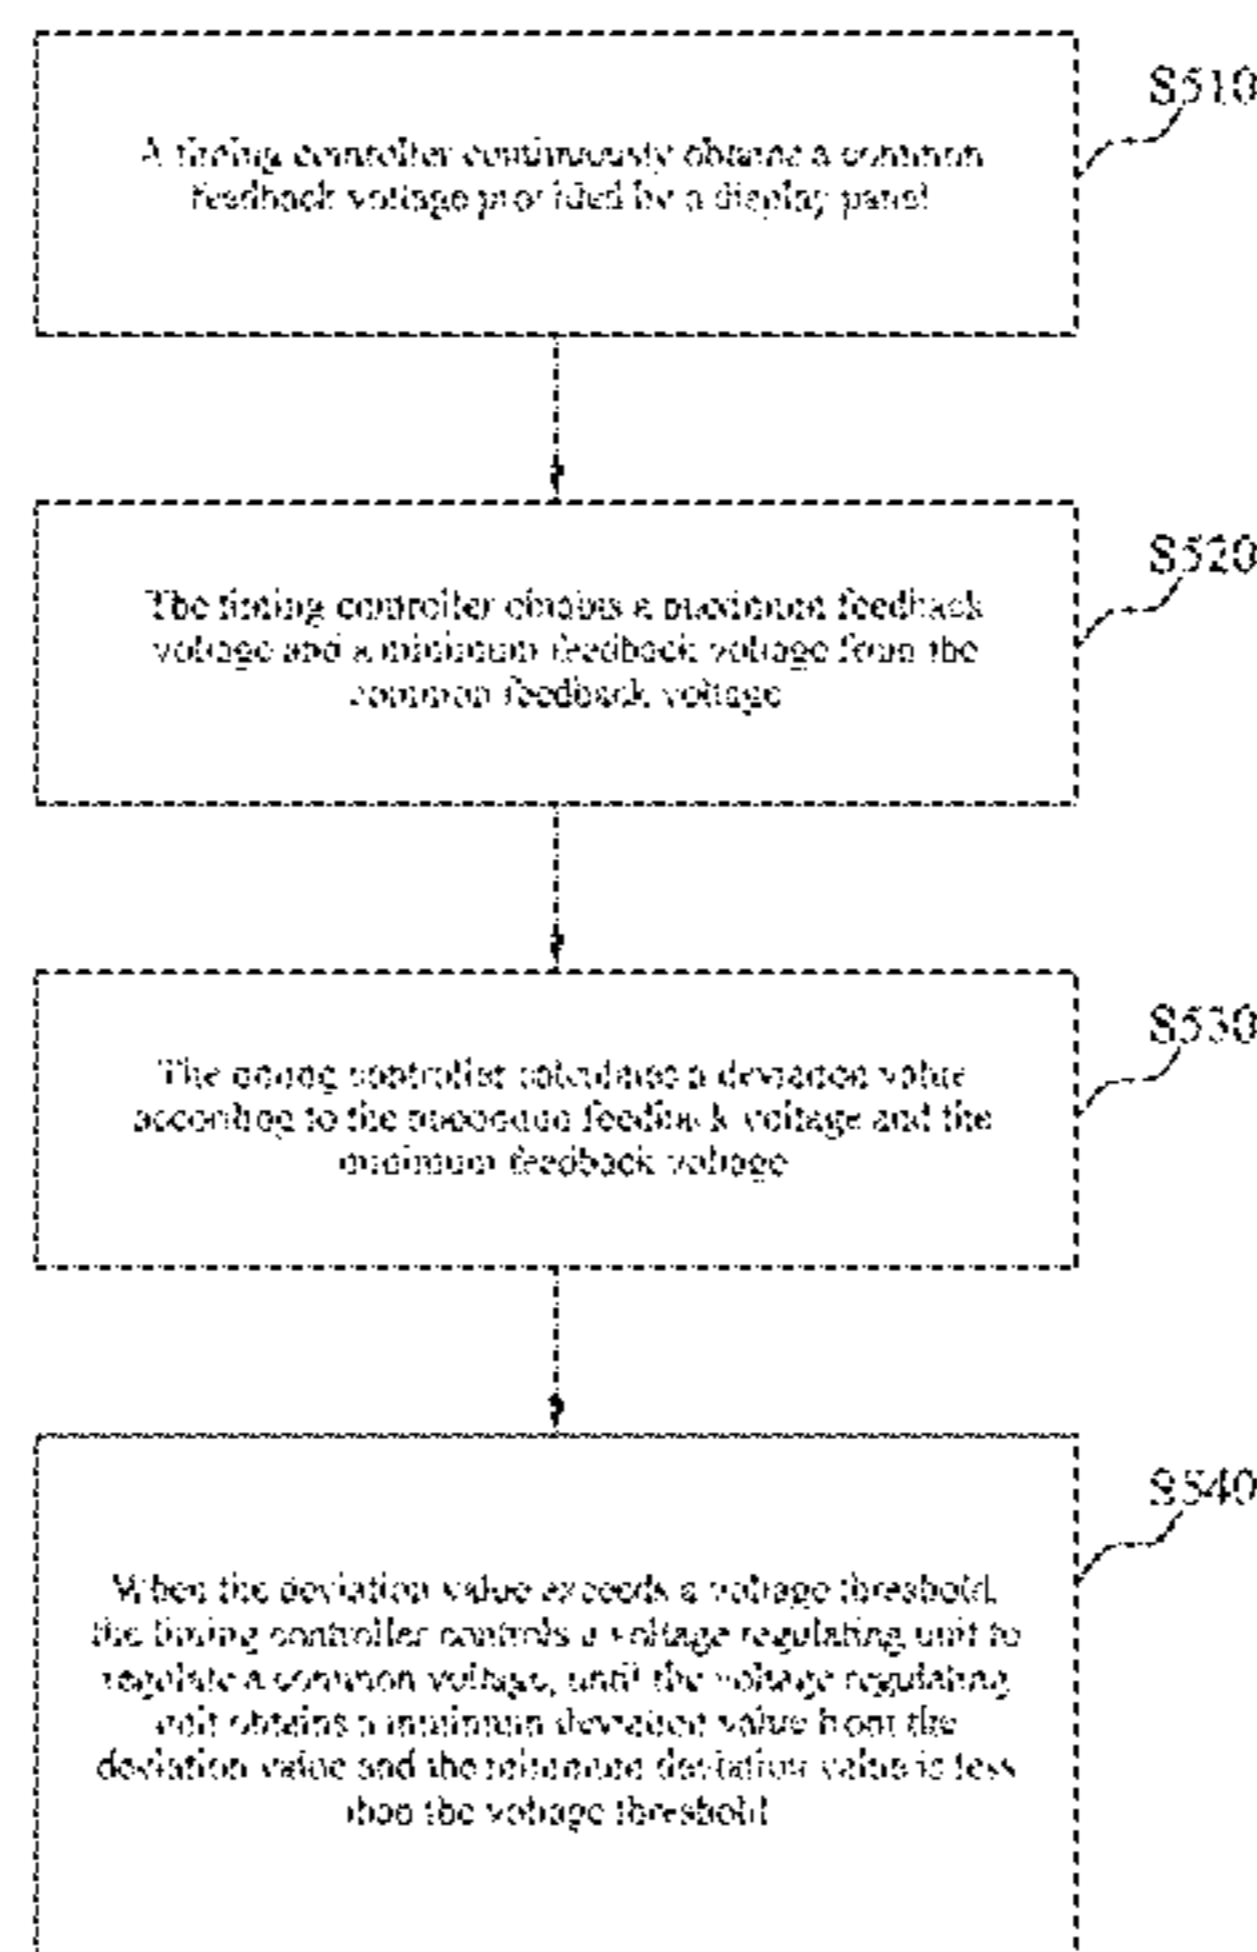 S510
A timing controller continuously obtains a common
feedback voltage provided by a display panel
S520
The timing controller obtains a maximum feedback
voltage and a minimum feedback voltage from the
common feedback voltage
S530
The timing controller calculates a deviation value
according to the maximum feedback voltage and the
minimum feedback voltage
S540
When the deviation value exceeds a voltage threshold,
the timing controller controls a voltage regulating unit to
regulate a common voltage, until the voltage regulating
unit obtains a minimum deviation value from the
deviation value and the minimum deviation value is less
than the voltage threshold